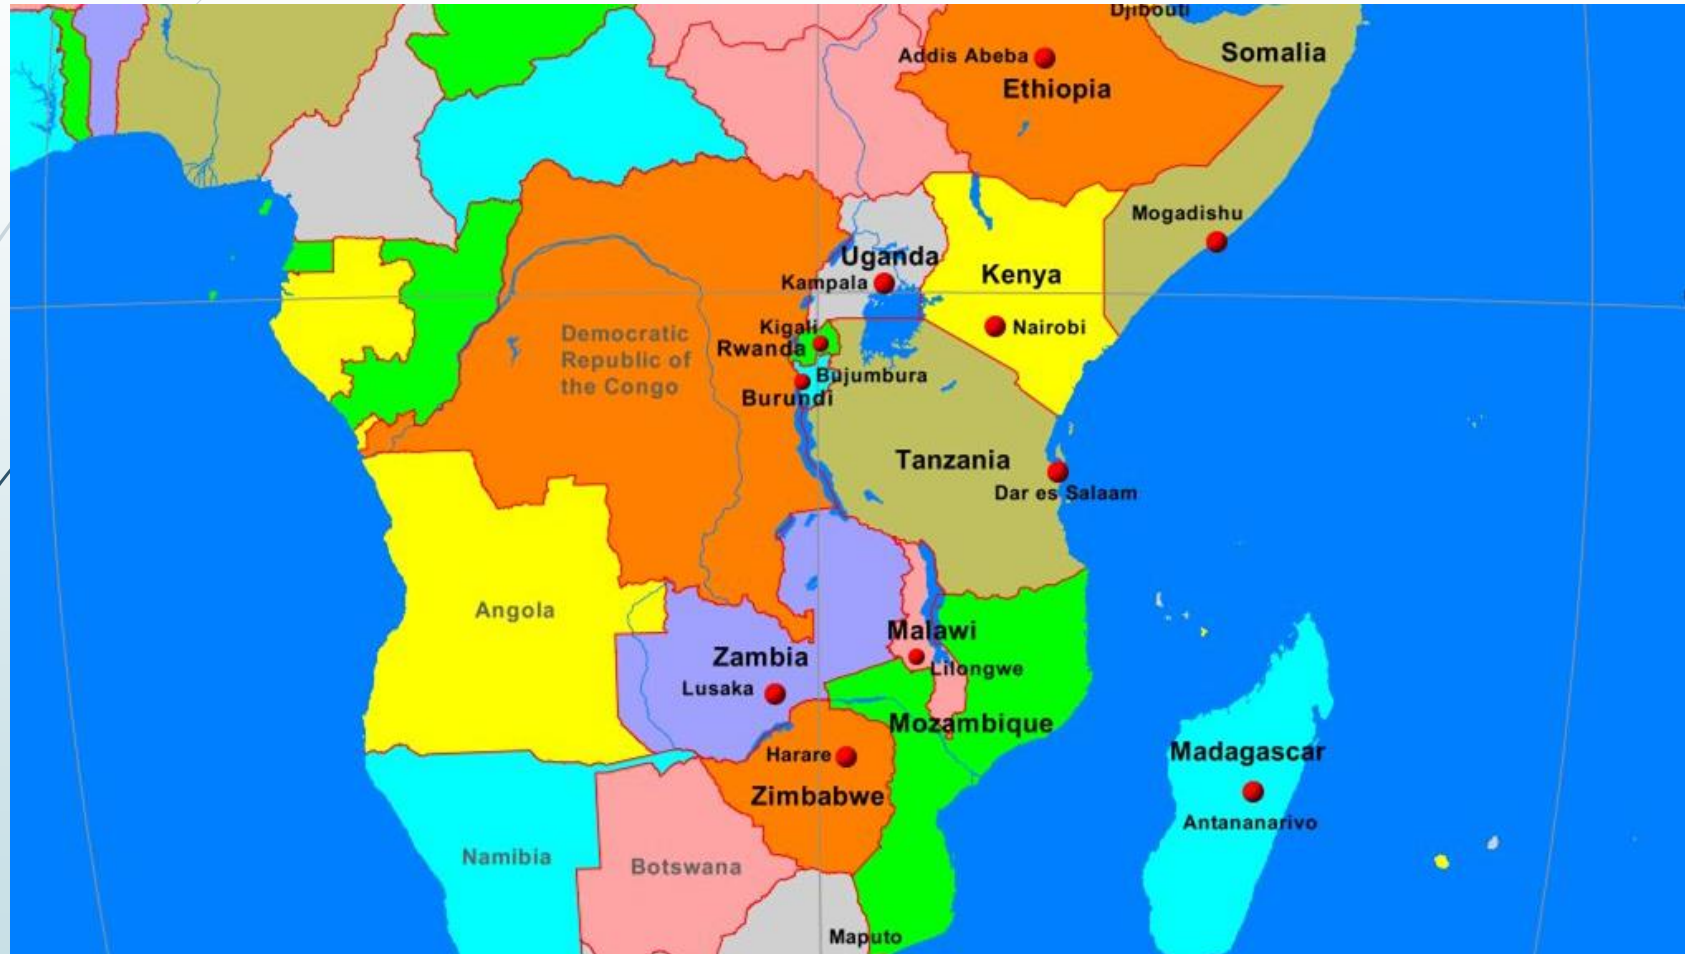 Djibouti
Addis Abeba
Somalia
Ethiopia
Mogadishu
Uganda
Kampala
Kenya
Kigali
Nairobi
Rwanda
Democratic
Republic of
the Congo
Bujumbura
Burundi
Tanzania
Dar es Salaam
Angola
Malawi
Lilongwe
Zambia
Lusaka
Mozambique
Harare
Madagascar
Zimbabwe
Antananarivo
Namibia
Botswana
Maputo